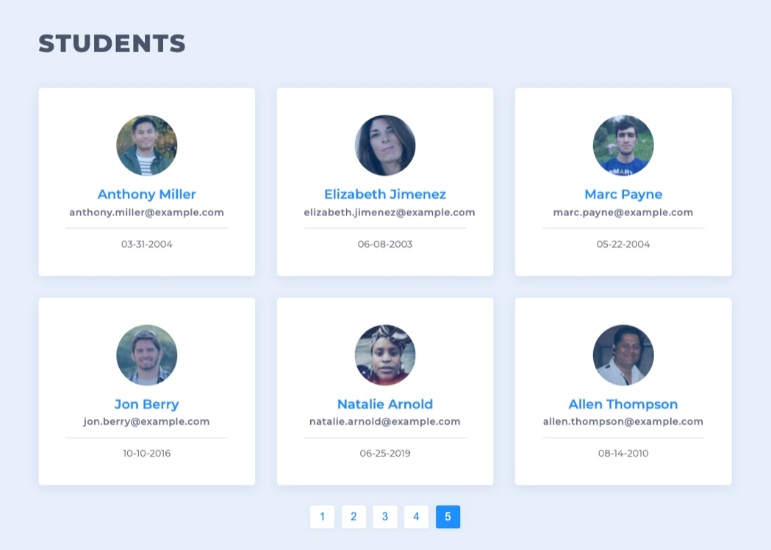 STUDENTS
Anthony Miller
anthony.miller@example.com
03-31-2004
Elizabeth Jimenez
elizabeth.jimenez@example.com
06-08-2003
Marc Payne
marc.payne@example.com
05-22-2004
Jon Berry
jon.berry@example.com
10-10-2016
Natalie Arnold
natalie.arnold@example.com
06-25-2019
Allen Thompson
allen.thompson@example.com
08-14-2010
1 2 3 4 5